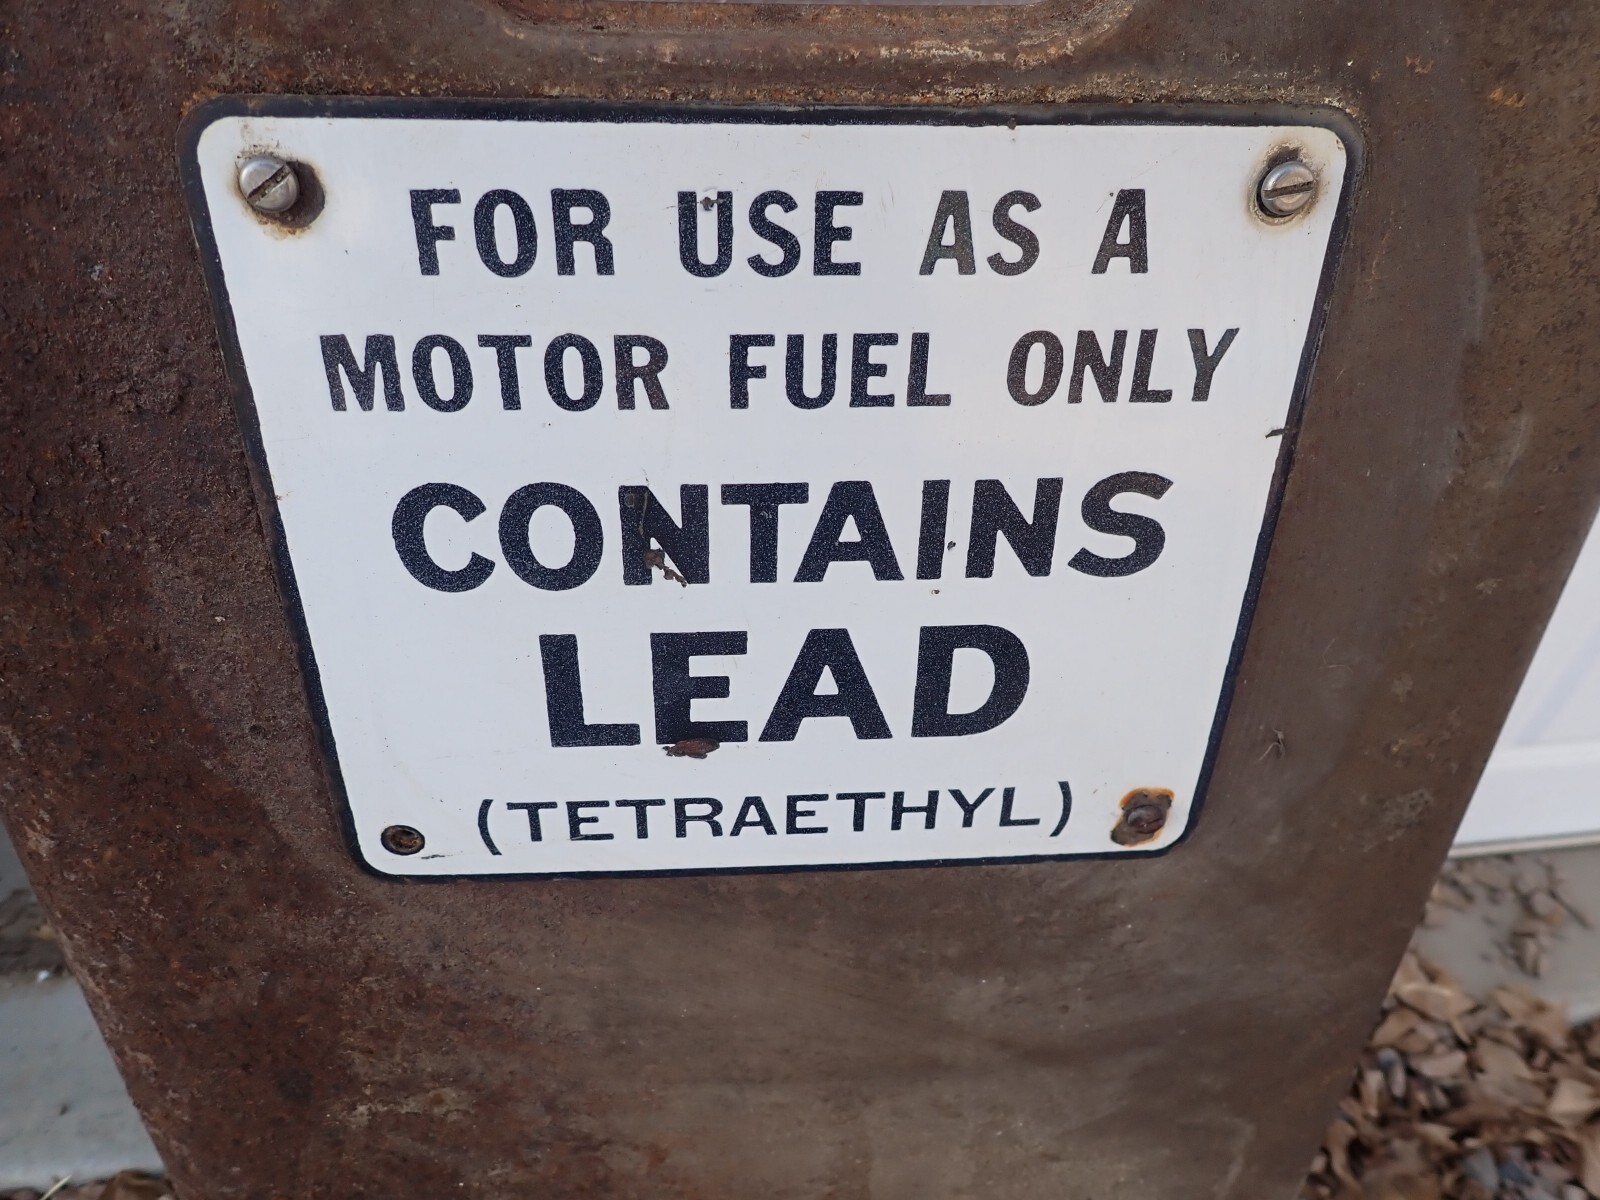 FOR USE AS A
MOTOR FUEL ONLY
CONTAINS
LEAD
(TETRAETHYL)